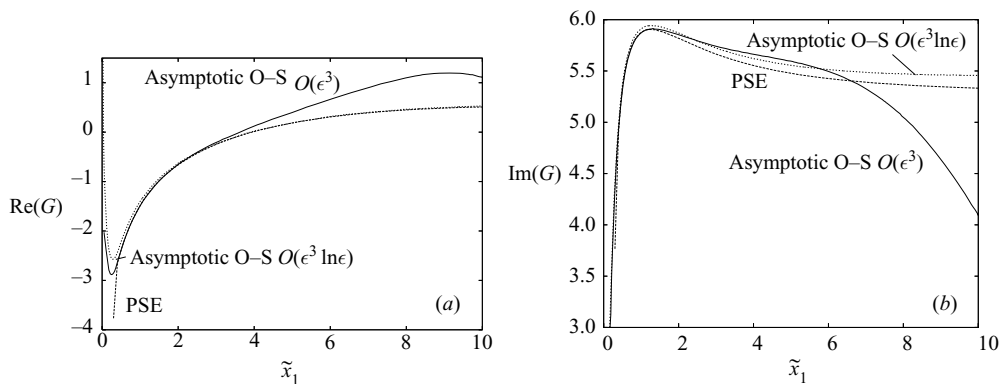 1
0
−1
−2
−3
−4
Re(G)
Asymptotic O–S O(ϵ³)
Asymptotic O–S O(ϵ³ lnϵ)
PSE
(a)
0 2 4 6 8 10
x̃₁
6.0
5.5
5.0
4.5
4.0
3.5
3.0
Im(G)
Asymptotic O–S O(ϵ³lnϵ)
PSE
Asymptotic O–S O(ϵ³)
(b)
0 2 4 6 8 10
x̃₁